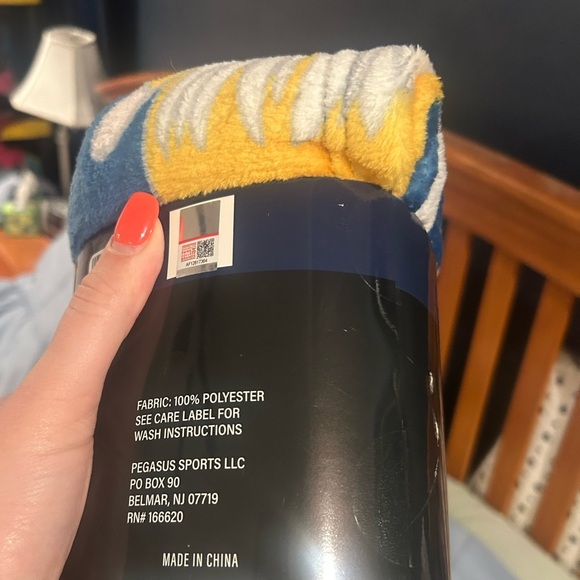 AF12617364
FABRIC: 100% POLYESTER
SEE CARE LABEL FOR
WASH INSTRUCTIONS
PEGASUS SPORTS LLC
PO BOX 90
BELMAR, NJ 07719
RN# 166620
MADE IN CHINA